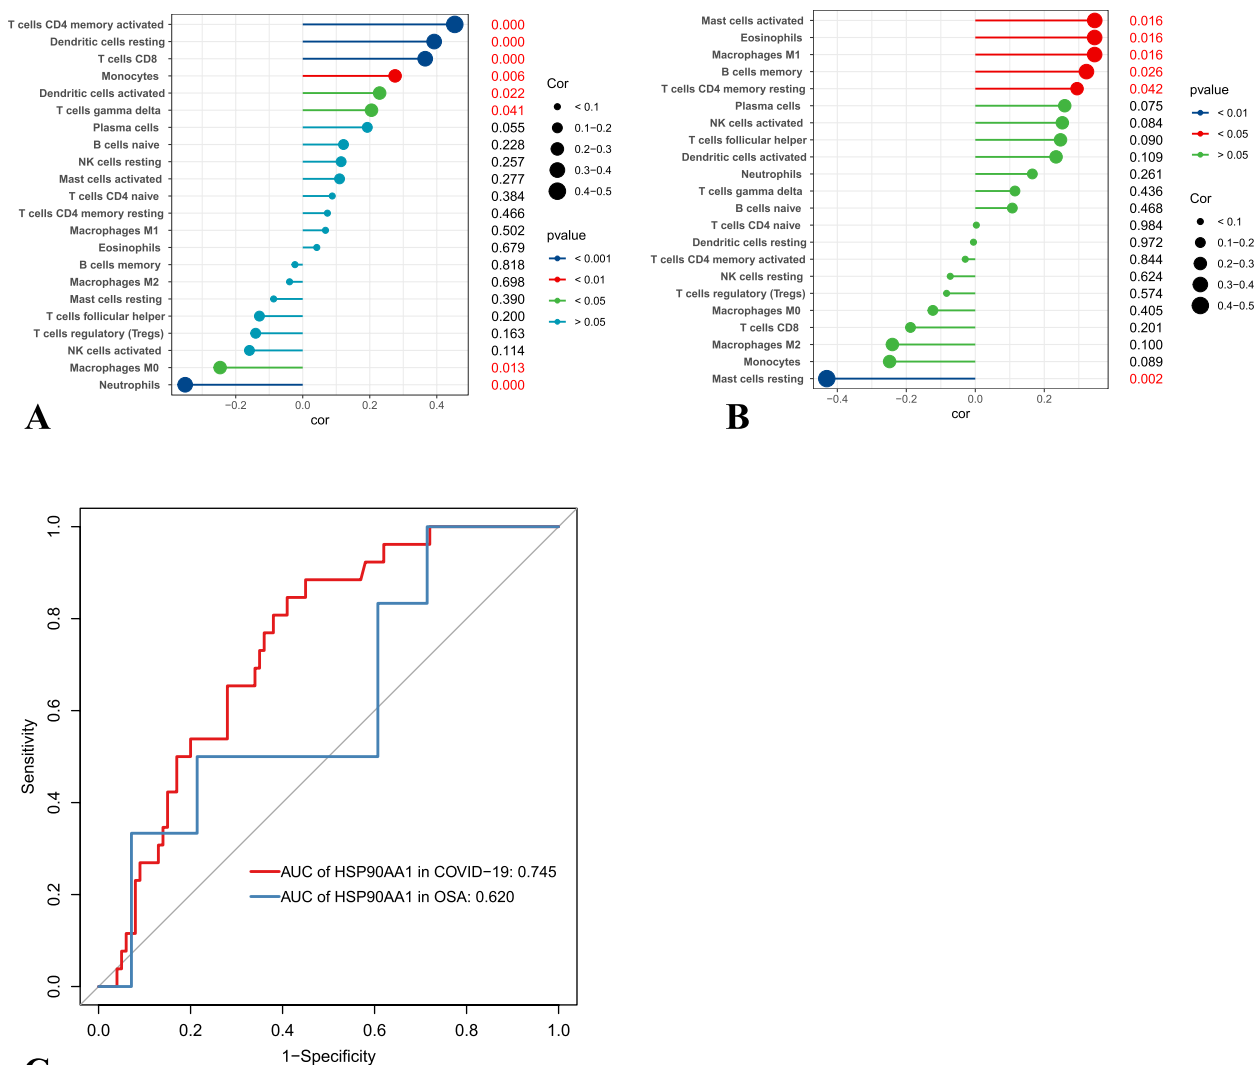 T cells CD4 memory activated 0.000
Dendritic cells resting 0.000
T cells CD8 0.000
Monocytes 0.006
Dendritic cells activated 0.022
T cells gamma delta 0.041
Plasma cells 0.055
B cells naive 0.228
NK cells resting 0.257
Mast cells activated 0.277
T cells CD4 naive 0.384
T cells CD4 memory resting 0.466
Macrophages M1 0.502
Eosinophils 0.679
B cells memory 0.818
Macrophages M2 0.698
Mast cells resting 0.390
T cells follicular helper 0.200
T cells regulatory (Tregs) 0.163
NK cells activated 0.114
Macrophages M0 0.013
Neutrophils 0.000
−0.2 0.0 0.2 0.4
cor
Cor
< 0.1
0.1−0.2
0.2−0.3
0.3−0.4
0.4−0.5
pvalue
< 0.001
< 0.01
< 0.05
> 0.05
A
Mast cells activated 0.016
Eosinophils 0.016
Macrophages M1 0.016
B cells memory 0.026
T cells CD4 memory resting 0.042
Plasma cells 0.075
NK cells activated 0.084
T cells follicular helper 0.090
Dendritic cells activated 0.109
Neutrophils 0.261
T cells gamma delta 0.436
B cells naive 0.468
T cells CD4 naive 0.984
Dendritic cells resting 0.972
T cells CD4 memory activated 0.844
NK cells resting 0.624
T cells regulatory (Tregs) 0.574
Macrophages M0 0.405
T cells CD8 0.201
Macrophages M2 0.100
Monocytes 0.089
Mast cells resting 0.002
−0.4 −0.2 0.0 0.2
cor
pvalue
< 0.01
< 0.05
> 0.05
Cor
< 0.1
0.1−0.2
0.2−0.3
0.3−0.4
0.4−0.5
B
Sensitivity
1.0
0.8
0.6
0.4
0.2
0.0
AUC of HSP90AA1 in COVID−19: 0.745
AUC of HSP90AA1 in OSA: 0.620
0.0 0.2 0.4 0.6 0.8 1.0
1−Specificity